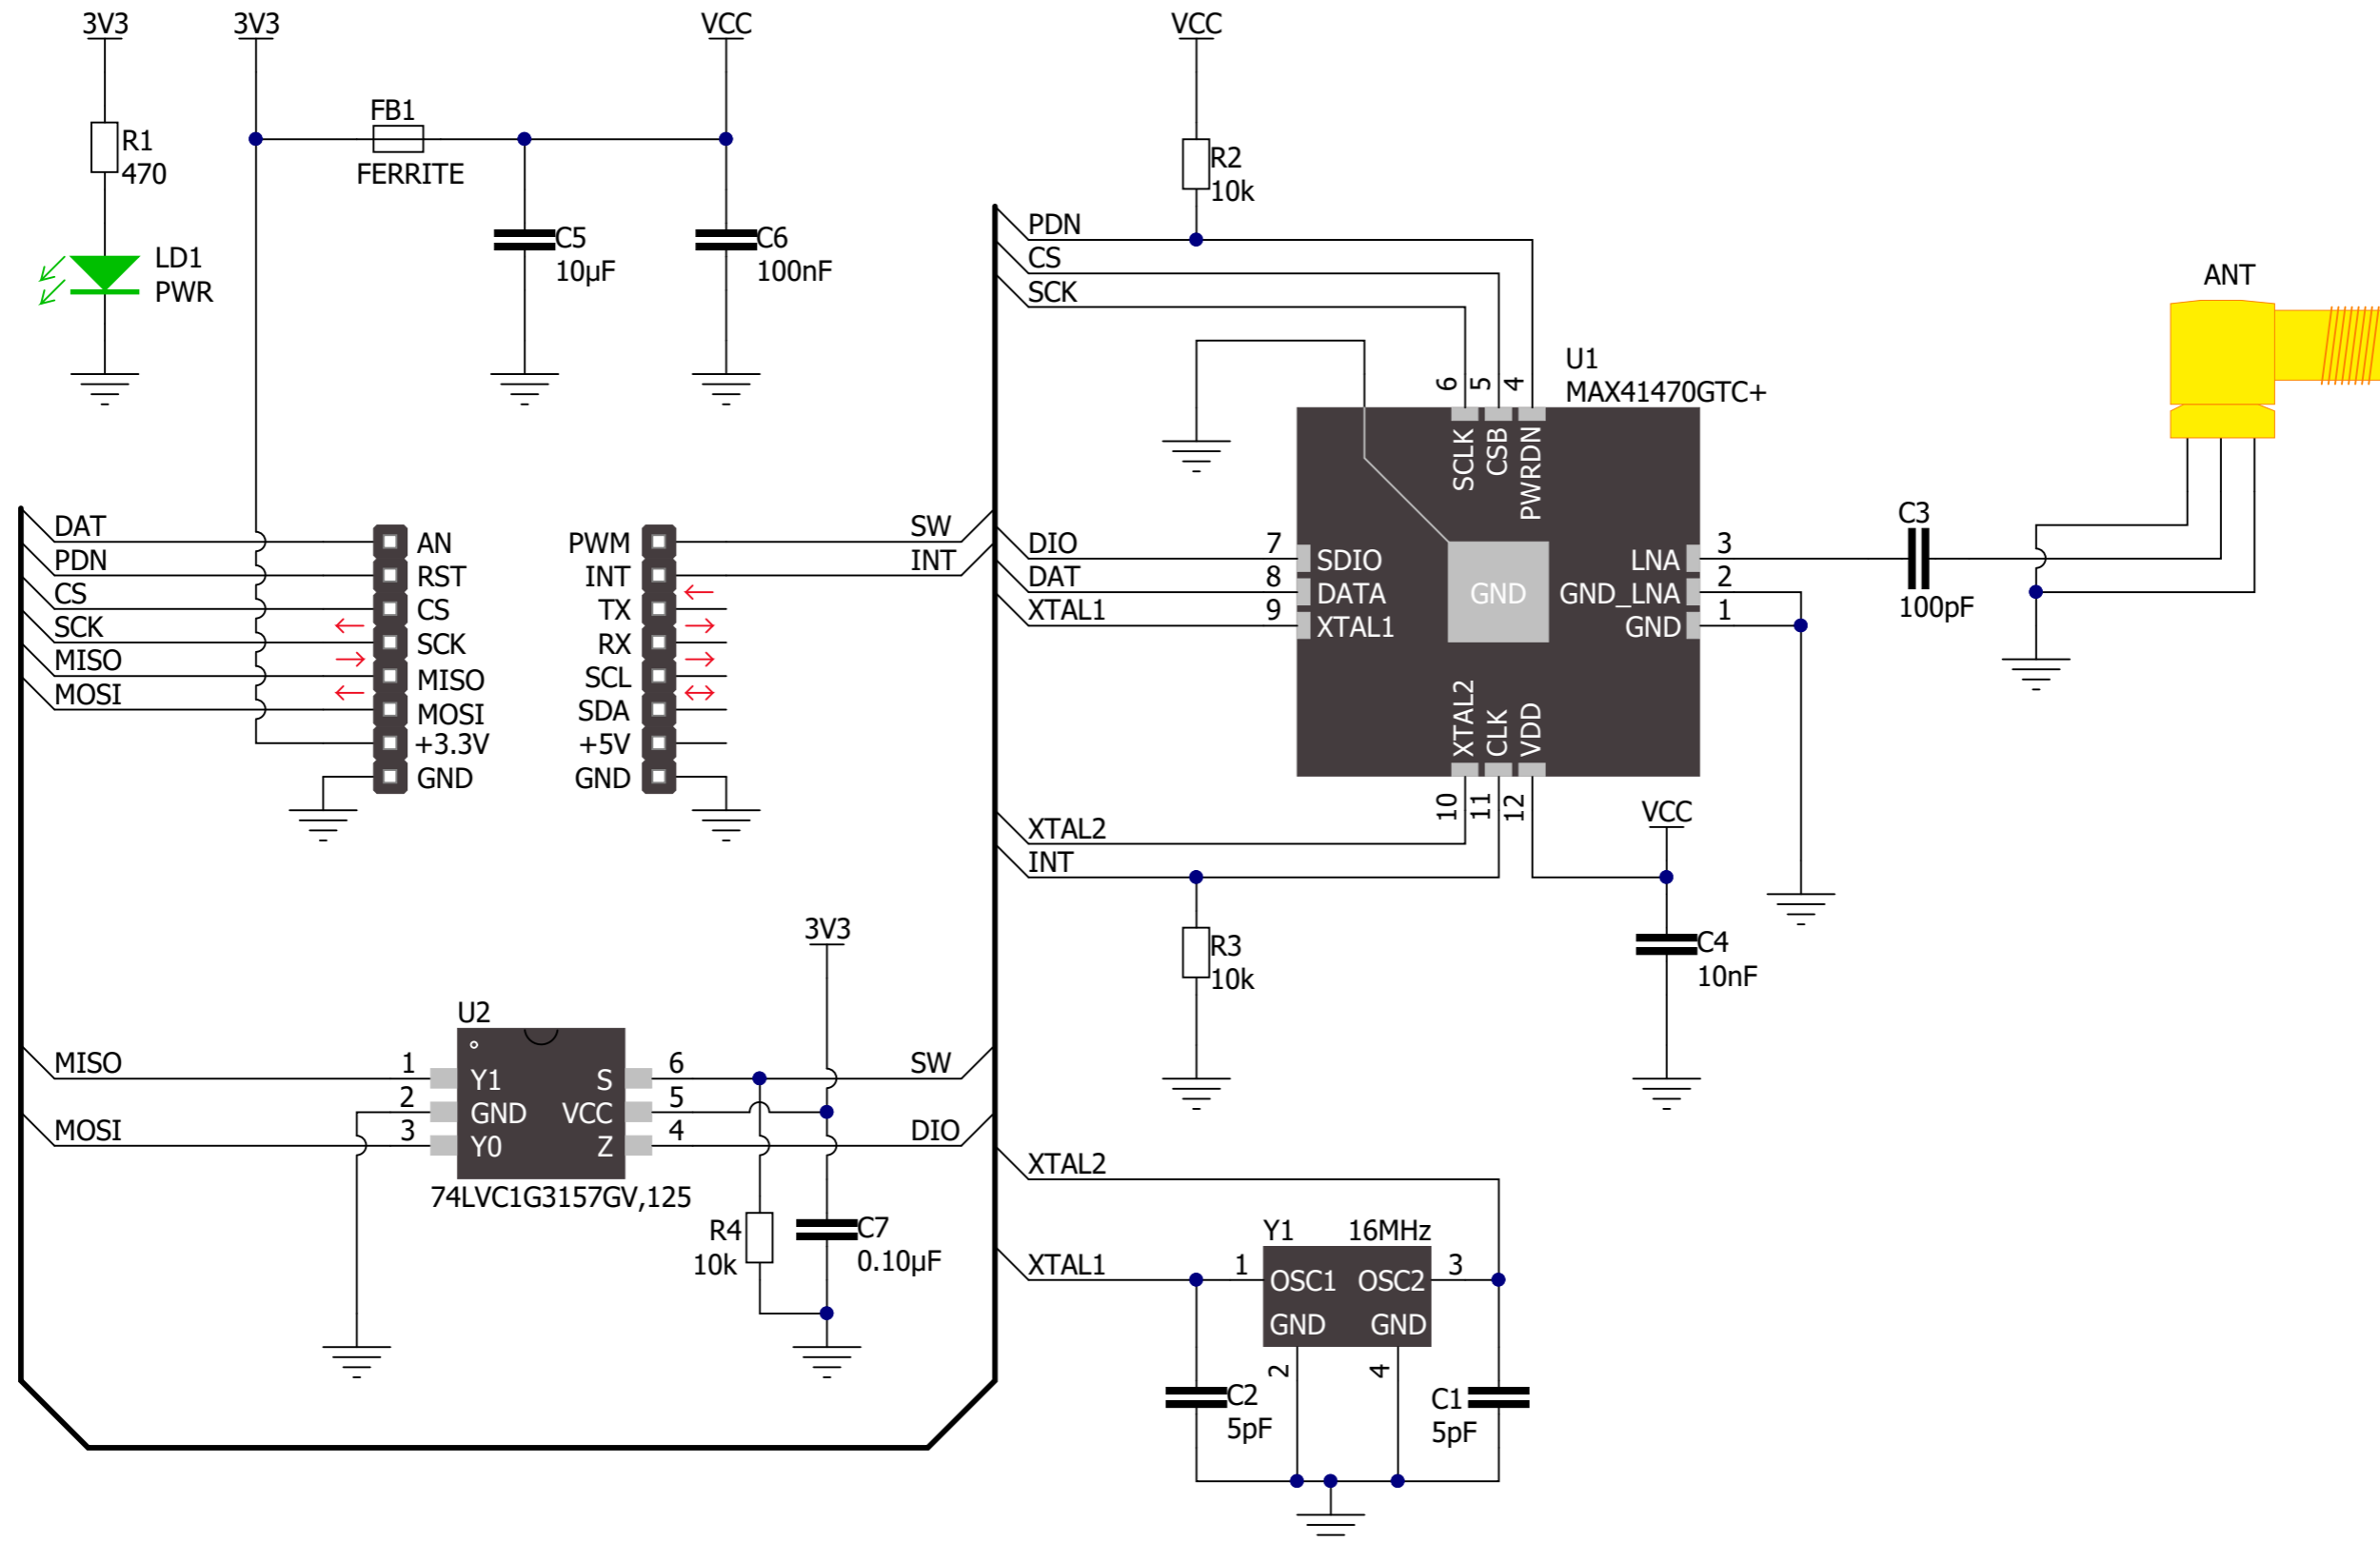 3V3
3V3
VCC
VCC
FB1
FERRITE
R1
470
R2
10k
LD1
PWR
C5
10µF
C6
100nF
PDN
CS
SCK
ANT
U1
MAX41470GTC+
6
5
4
SCLK
CSB
PWRDN
DAT
PDN
CS
SCK
MISO
MOSI
AN
RST
CS
SCK
MISO
MOSI
+3.3V
GND
PWM
INT
TX
RX
SCL
SDA
+5V
GND
SW
INT
DIO
DAT
XTAL1
7
8
9
SDIO
DATA
XTAL1
GND
LNA
GND_LNA
GND
3
2
1
C3
100pF
XTAL2
CLK
VDD
10
11
12
XTAL2
INT
VCC
R3
10k
C4
10nF
3V3
U2
MISO
MOSI
1
2
3
Y1
GND
Y0
S
VCC
Z
6
5
4
SW
DIO
74LVC1G3157GV,125
R4
10k
C7
0.10µF
XTAL2
XTAL1
Y1 16MHz
1
OSC1 OSC2
3
GND GND
2
4
C2
5pF
C1
5pF